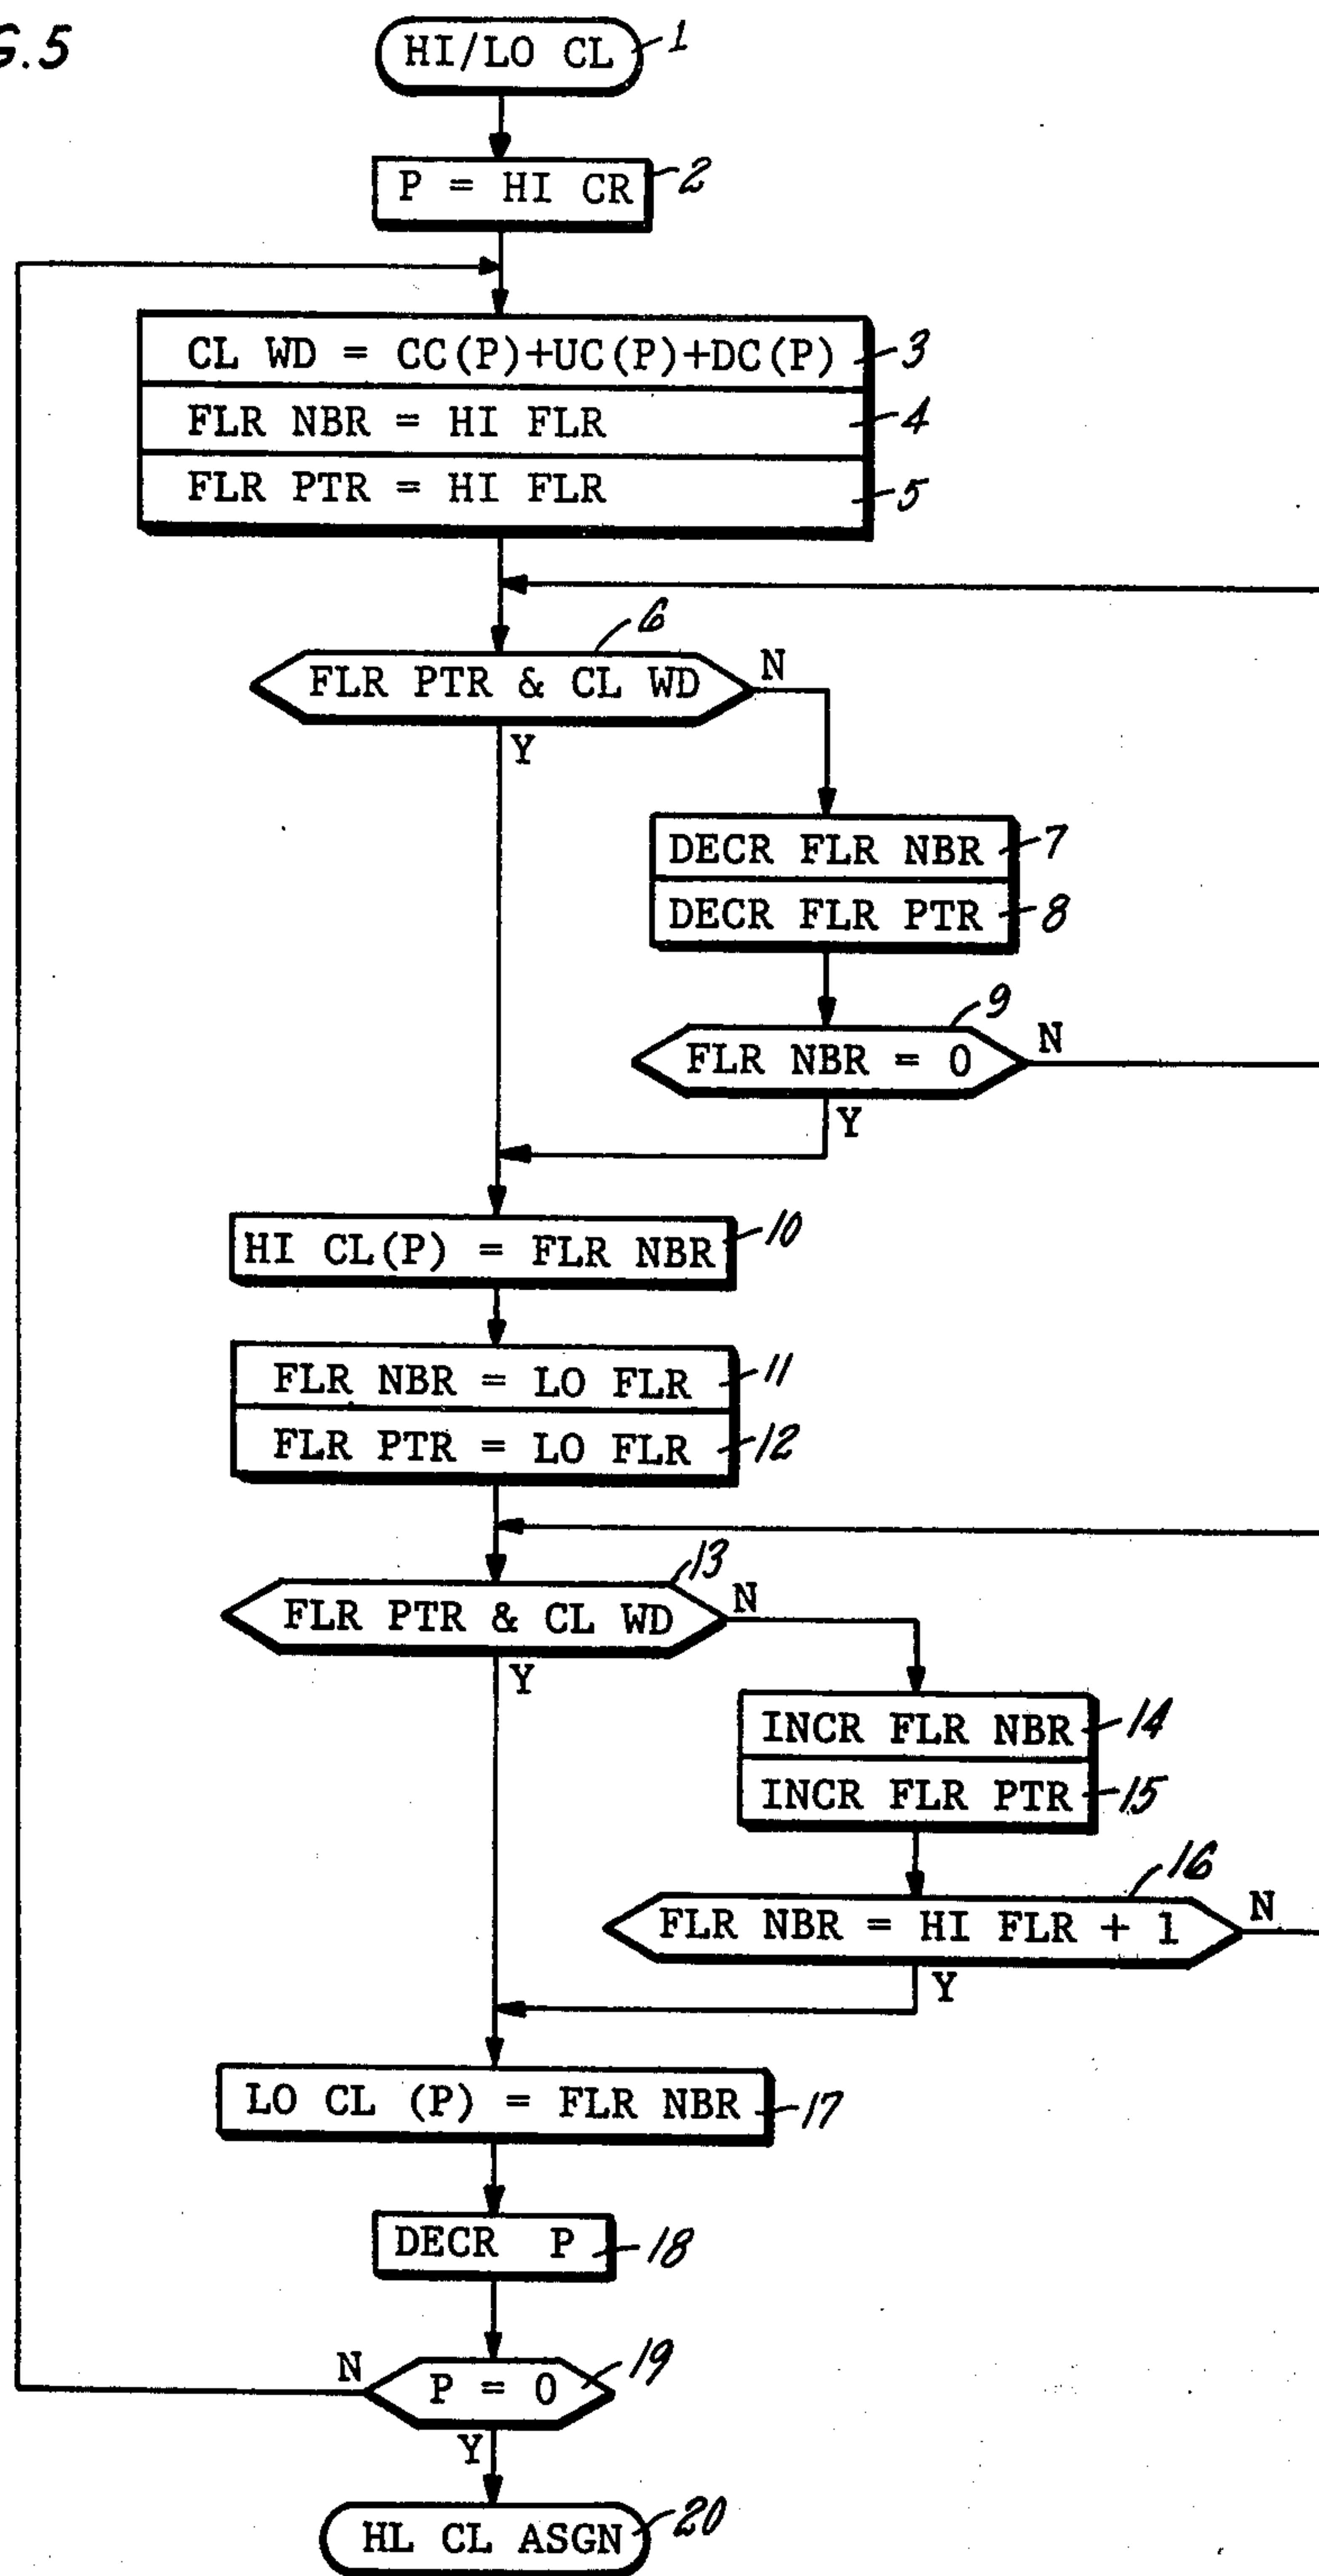 G.5
HI/LO CL 1
P = HI CR 2
CL WD = CC(P)+UC(P)+DC(P) 3
FLR NBR = HI FLR 4
FLR PTR = HI FLR 5
6
FLR PTR & CL WD N
Y
DECR FLR NBR 7
DECR FLR PTR 8
9
FLR NBR = 0 N
Y
HI CL(P) = FLR NBR 10
FLR NBR = LO FLR 11
FLR PTR = LO FLR 12
13
FLR PTR & CL WD N
Y
INCR FLR NBR 14
INCR FLR PTR 15
16
FLR NBR = HI FLR + 1 N
Y
LO CL (P) = FLR NBR 17
DECR P 18
N P = 0 19
Y
HL CL ASGN 20